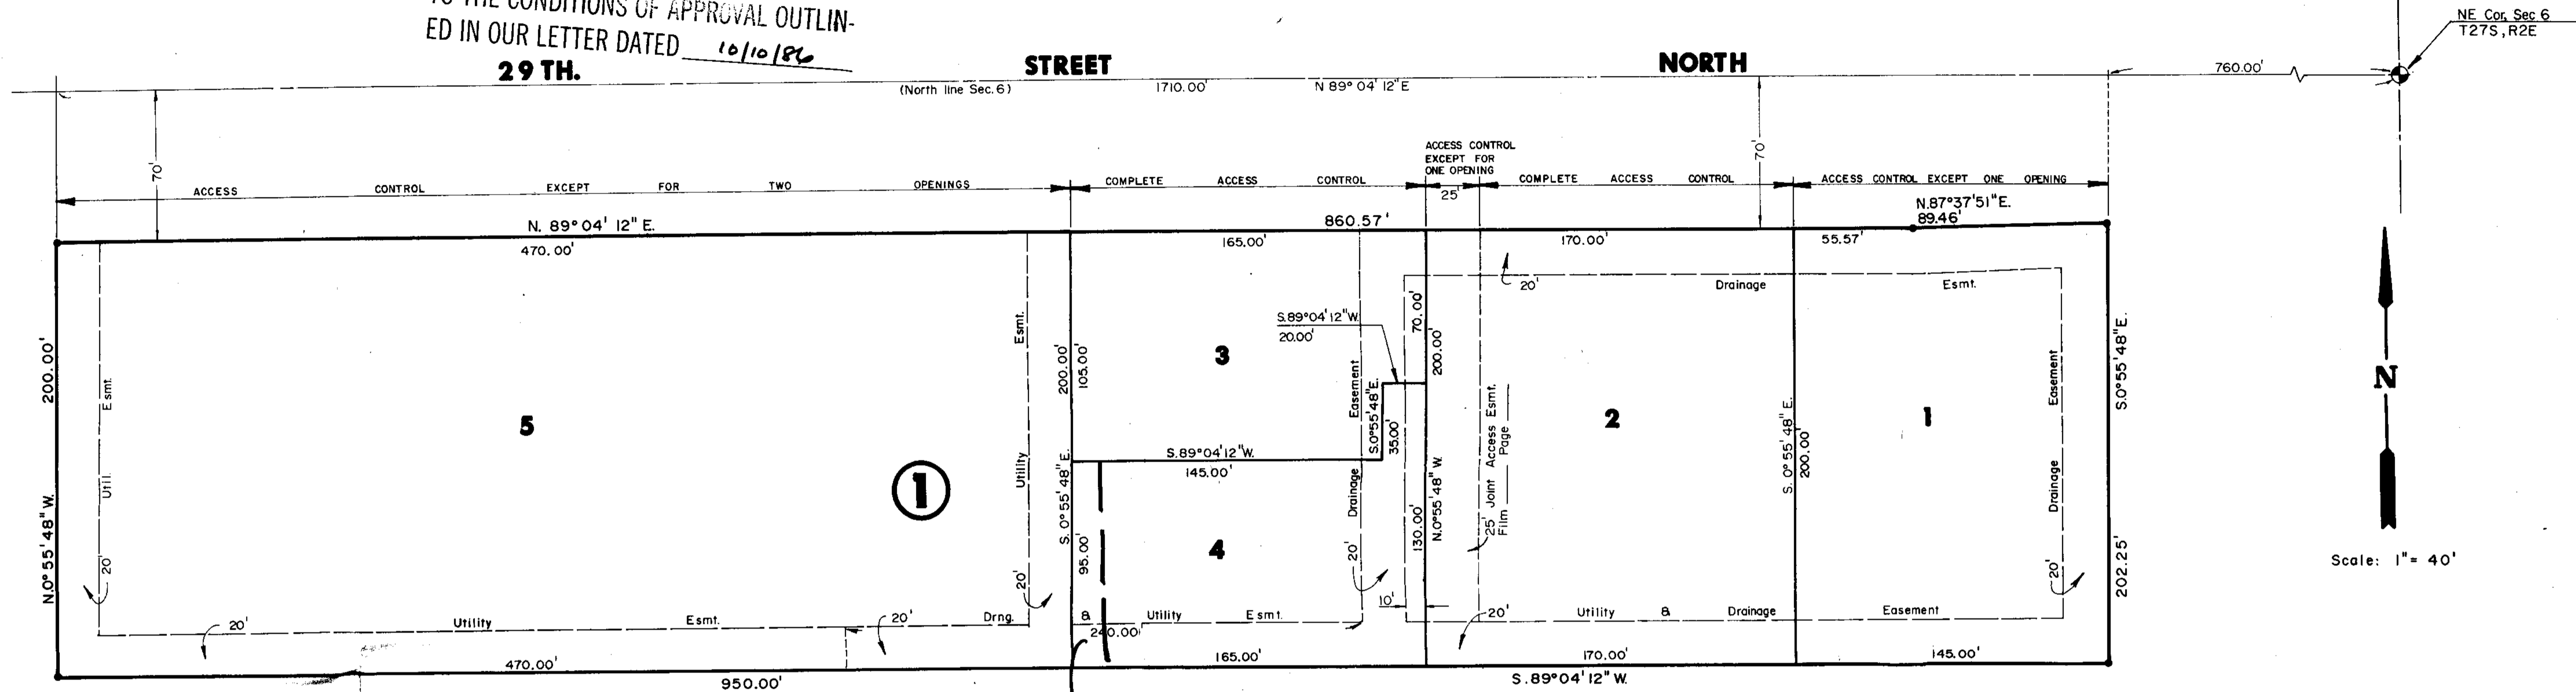 TO THE CONDITIONS OF APPROVAL OUTLIN-
ED IN OUR LETTER DATED 10/10/86
29TH. STREET NORTH
NE Cor. Sec 6
T27S, R2E
760.00'
(North line Sec. 6) 1710.00' N 89° 04' 12" E
70'
70'
ACCESS CONTROL EXCEPT FOR TWO OPENINGS
COMPLETE ACCESS CONTROL
ACCESS CONTROL
EXCEPT FOR
ONE OPENING
25'
COMPLETE ACCESS CONTROL
ACCESS CONTROL EXCEPT ONE OPENING
N. 89° 04' 12" E.
860.57'
N.87°37'51"E.
89.46'
470.00'
165.00'
170.00'
55.57'
N.0°55'48" W. 200.00'
20' Util. Esmt.
5
1
20' Utility Esmt.
S. 0°55'48" E. 200.00'
105.00'
95.00'
3
S.89°04'12"W.
20.00'
S.0°55'48"E.
35.00'
S.89°04'12"W.
145.00'
4
20' Drainage Easement
70.00'
130.00'
200.00'
N.0°55'48" W.
10'
25' Joint Access Esmt.
Film Page
20' Drainage Esmt.
2
S. 0°55'48" E.
200.00'
1
20' Drainage Easement
S.0°55'48"E.
202.25'
N
Scale: 1"= 40'
20' Utility Esmt. 20' Drng. & Utility Esmt.
240.00'
20' Utility & Drainage Easement
470.00'
165.00'
170.00'
145.00'
950.00'
S.89°04'12"W.